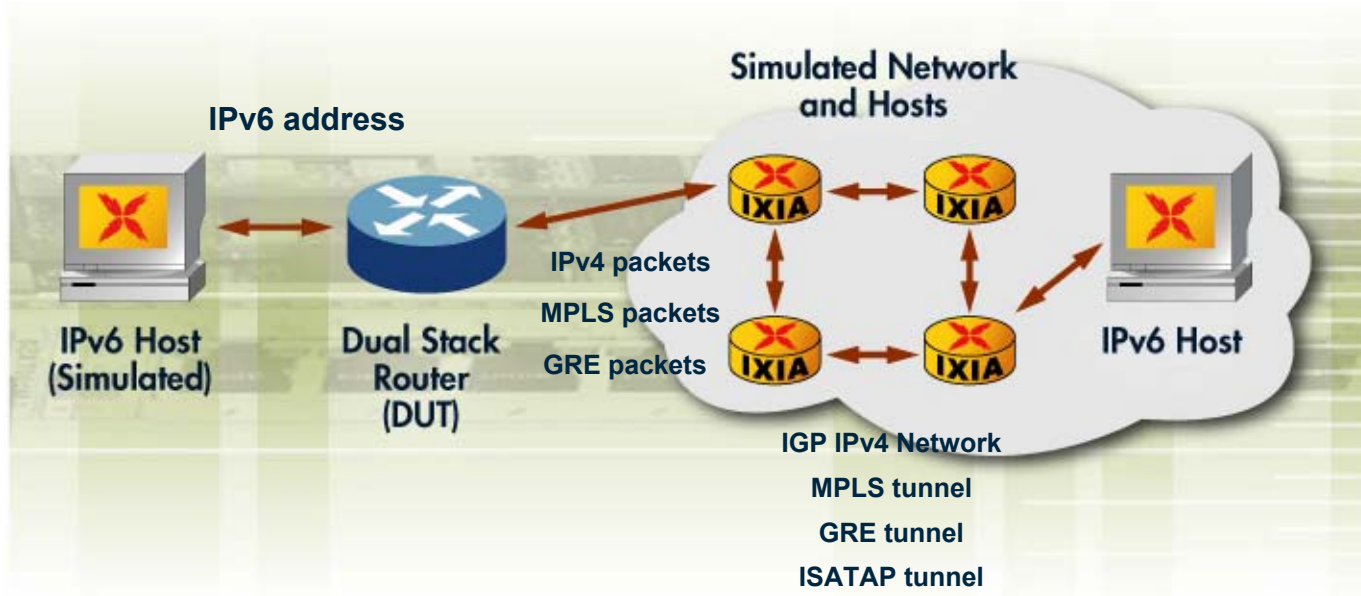 Simulated Network
and Hosts
IPv6 address
IXIA
IXIA
IPv4 packets
MPLS packets
GRE packets
IXIA
IXIA
IPv6 Host
(Simulated)
Dual Stack
Router
(DUT)
IPv6 Host
IGP IPv4 Network
MPLS tunnel
GRE tunnel
ISATAP tunnel